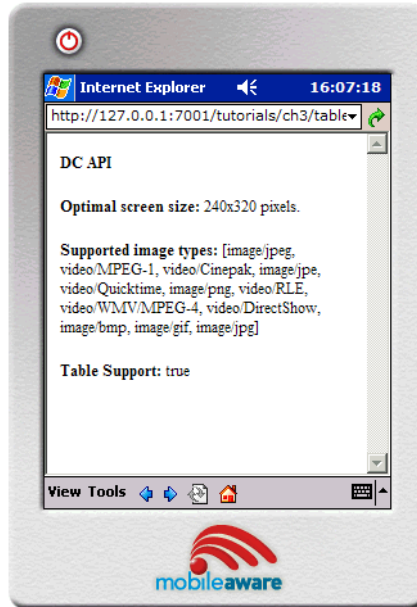 Internet Explorer 16:07:18
http://127.0.0.1:7001/tutorials/ch3/table
DC API
Optimal screen size: 240x320 pixels.
Supported image types: [image/jpeg,
video/MPEG-1, video/Cinepak, image/jpe,
video/Quicktime, image/png, video/RLE,
video/WMV/MPEG-4, video/DirectShow,
image/bmp, image/gif, image/jpg]
Table Support: true
View Tools
mobileaware